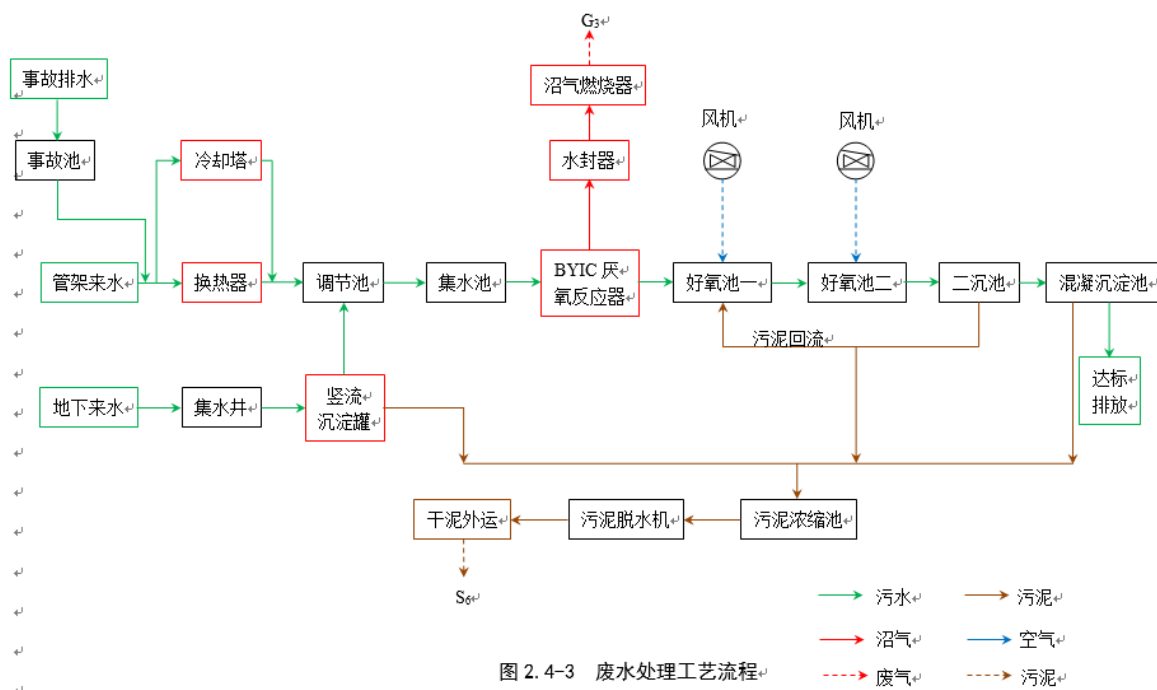 G₃
事故排水
沼气燃烧器
风机
风机
事故池
冷却塔
水封器
管架来水
换热器
调节池
集水池
BYIC 厌
氧反应器
好氧池一
好氧池二
二沉池
混凝沉淀池
污泥回流
地下来水
集水井
竖流
沉淀罐
达标
排放
干泥外运
污泥脱水机
污泥浓缩池
S₆
污水
污泥
沼气
空气
废气
污泥
图 2.4-3 废水处理工艺流程